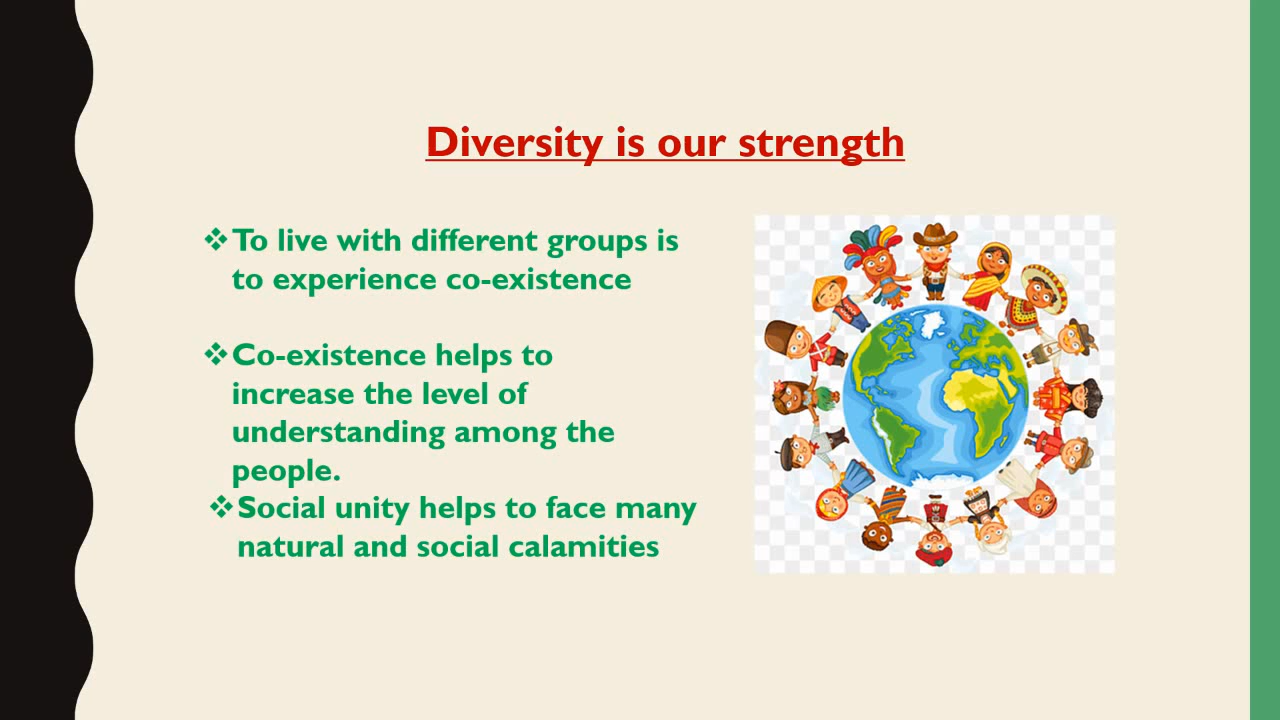 Diversity is our strength
❖To live with different groups is
to experience co-existence
❖Co-existence helps to
increase the level of
understanding among the
people.
❖Social unity helps to face many
natural and social calamities